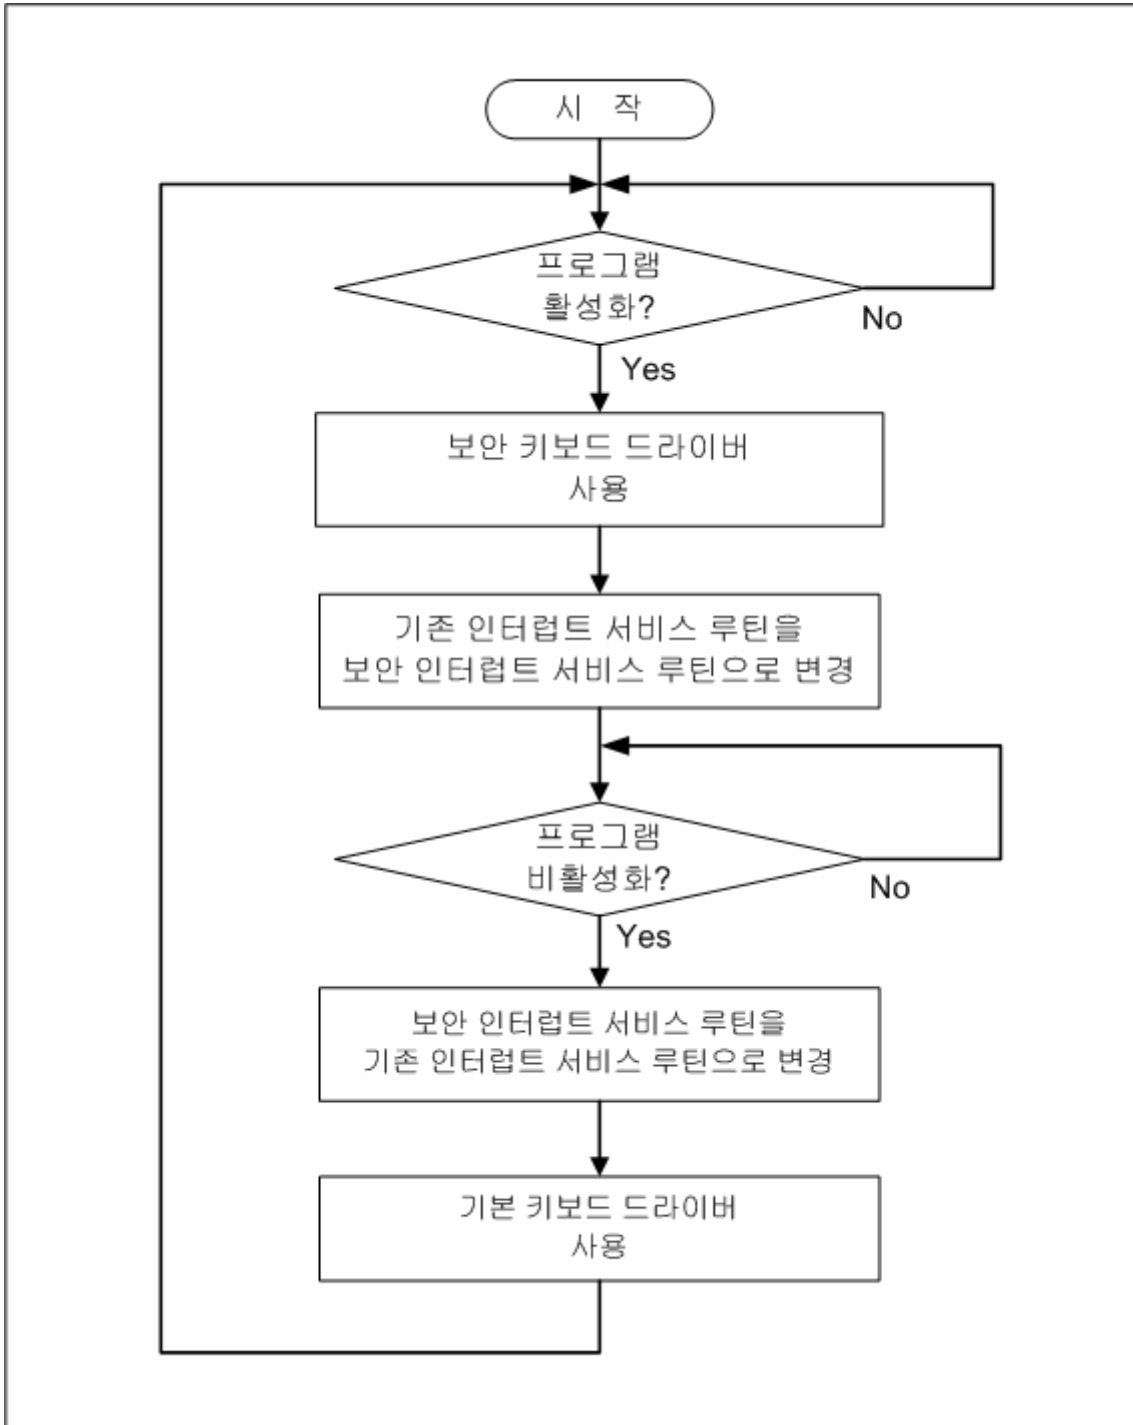 시 작
프로그램
활성화?
No
Yes
보안 키보드 드라이버
사용
기존 인터럽트 서비스 루틴을
보안 인터럽트 서비스 루틴으로 변경
프로그램
비활성화?
No
Yes
보안 인터럽트 서비스 루틴을
기존 인터럽트 서비스 루틴으로 변경
기본 키보드 드라이버
사용